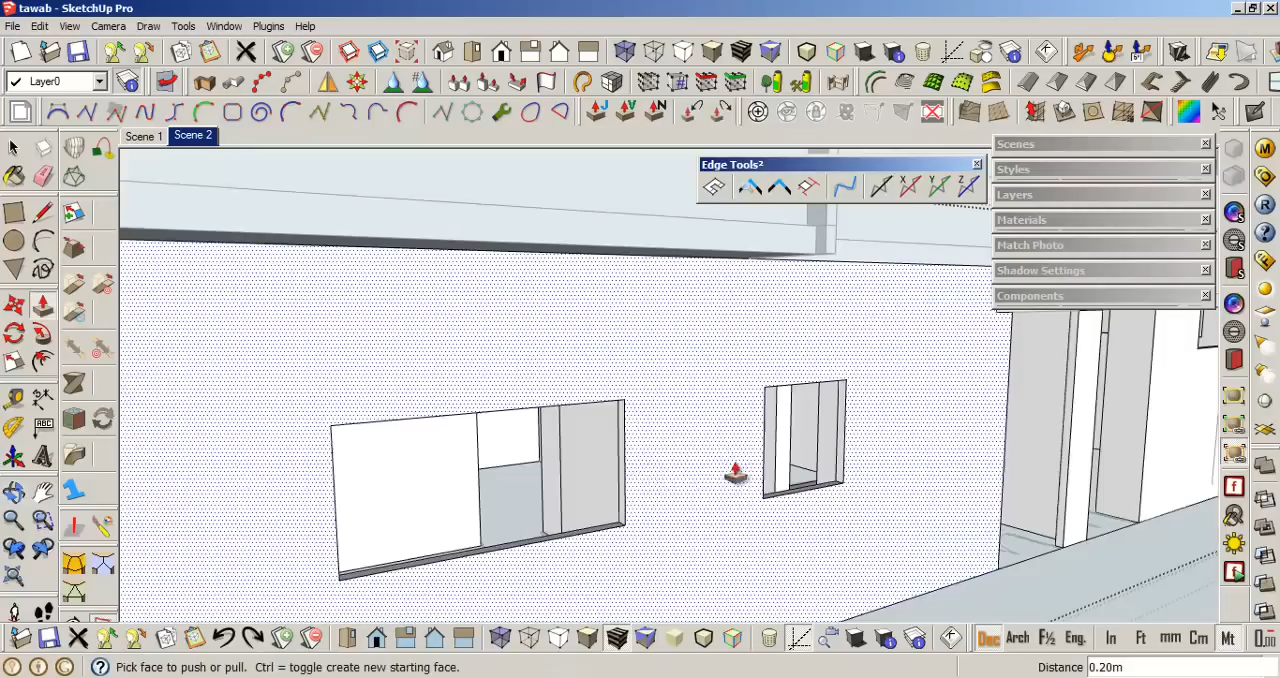 tawab - SketchUp Pro
File Edit View Camera Draw Tools Window Plugins Help
Layer0
Scene 1 Scene 2
Edge Tools²
Scenes
Styles
Layers
Materials
Match Photo
Shadow Settings
Components
Dec Arch F½ Eng. In Ft mm Cm Mt 0.00
Pick face to push or pull. Ctrl = toggle create new starting face.
Distance 0.20m